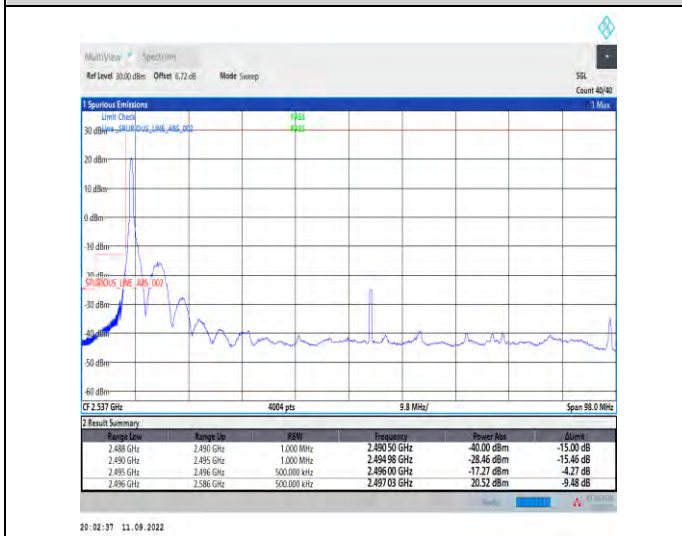 MultiView Spectrum
Ref Level 30.00 dBm Offset 6.72 dB Mode Sweep SGL
Count 40/40
1 Spurious Emissions 1 Max
Limit Check PASS
30 dBm Line _SPURIOUS_LINE_ABS_002 PASS
20 dBm
10 dBm
0 dBm
-10 dBm
-20 dBm
_SPURIOUS_LINE_ABS_002
-30 dBm
-40 dBm
-50 dBm
-60 dBm
CF 2.537 GHz 4004 pts 9.8 MHz/ Span 98.0 MHz
2 Result Summary
Range Low Range Up RBW Frequency Power Abs ΔLimit
2.488 GHz 2.490 GHz 1.000 MHz 2.490 50 GHz -40.00 dBm -15.00 dB
2.490 GHz 2.495 GHz 1.000 MHz 2.494 98 GHz -28.46 dBm -15.46 dB
2.495 GHz 2.496 GHz 500.000 kHz 2.496 00 GHz -17.27 dBm -4.27 dB
2.496 GHz 2.586 GHz 500.000 kHz 2.497 03 GHz 20.52 dBm -9.48 dB
20:02:37 11.09.2022